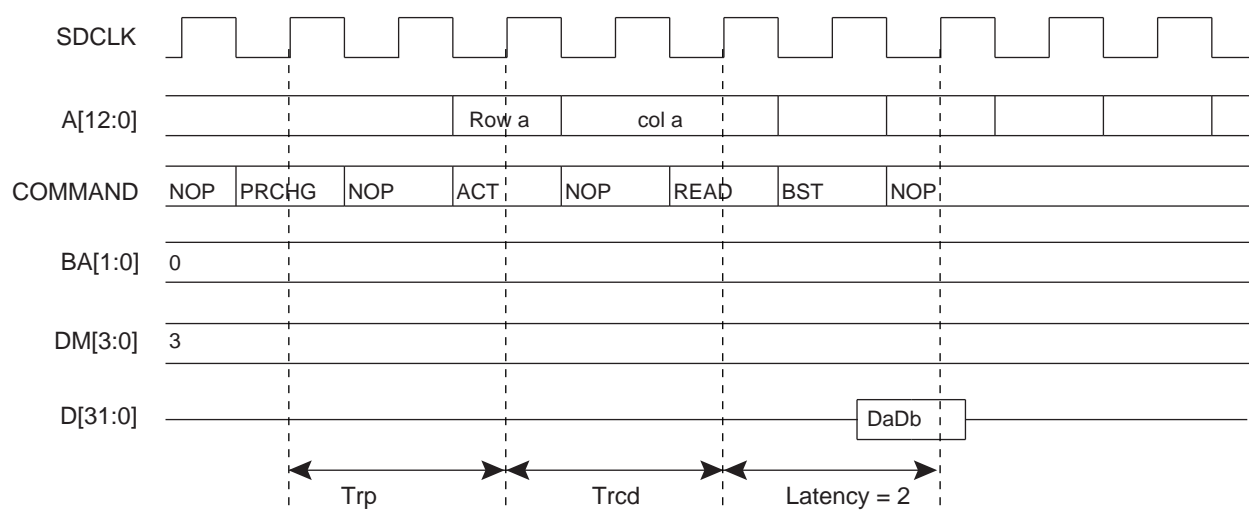 SDCLK
A[12:0] Row a col a
COMMAND NOP PRCHG NOP ACT NOP READ BST NOP
BA[1:0] 0
DM[3:0] 3
D[31:0] DaDb
Trp Trcd Latency = 2